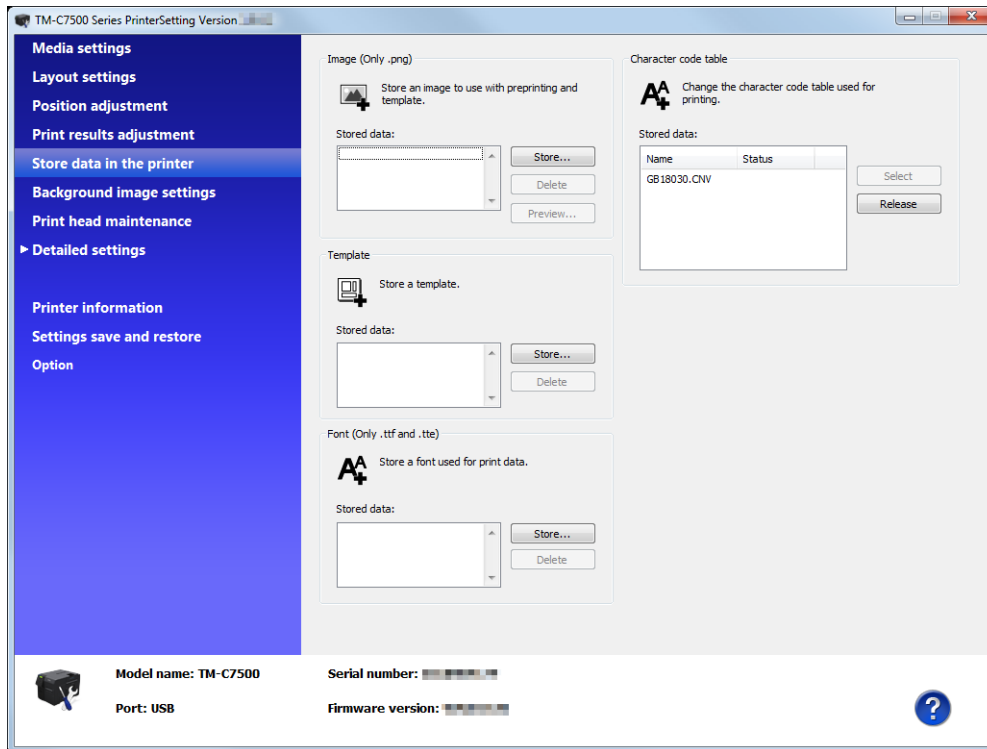 TM-C7500 Series PrinterSetting Version
Media settings
Layout settings
Position adjustment
Print results adjustment
Store data in the printer
Background image settings
Print head maintenance
Detailed settings
Printer information
Settings save and restore
Option
Image (Only .png)
Store an image to use with preprinting and
template.
Stored data:
Store...
Delete
Preview...
Template
Store a template.
Stored data:
Store...
Delete
Font (Only .ttf and .tte)
Store a font used for print data.
Stored data:
Store...
Delete
Character code table
Change the character code table used for
printing.
Stored data:
Name Status
GB18030.CNV
Select
Release
Model name: TM-C7500
Serial number:
Port: USB
Firmware version: